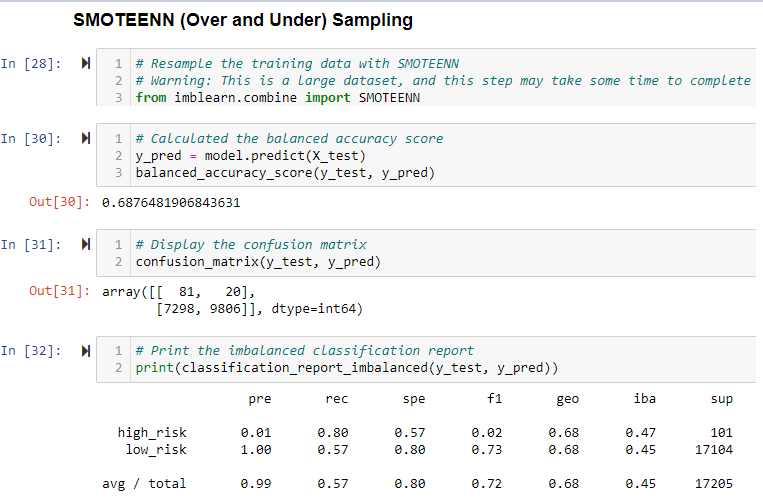 SMOTEENN (Over and Under) Sampling
In [28]:
1 # Resample the training data with SMOTEENN
2 # Warning: This is a large dataset, and this step may take some time to complete
3 from imblearn.combine import SMOTEENN
In [30]:
1 # Calculated the balanced accuracy score
2 y_pred = model.predict(X_test)
3 balanced_accuracy_score(y_test, y_pred)
Out[30]: 0.6876481906843631
In [31]:
1 # Display the confusion matrix
2 confusion_matrix(y_test, y_pred)
Out[31]: array([[  81,   20],
       [7298, 9806]], dtype=int64)
In [32]:
1 # Print the imbalanced classification report
2 print(classification_report_imbalanced(y_test, y_pred))
pre rec spe f1 geo iba sup
high_risk 0.01 0.80 0.57 0.02 0.68 0.47 101
low_risk 1.00 0.57 0.80 0.73 0.68 0.45 17104
avg / total 0.99 0.57 0.80 0.72 0.68 0.45 17205